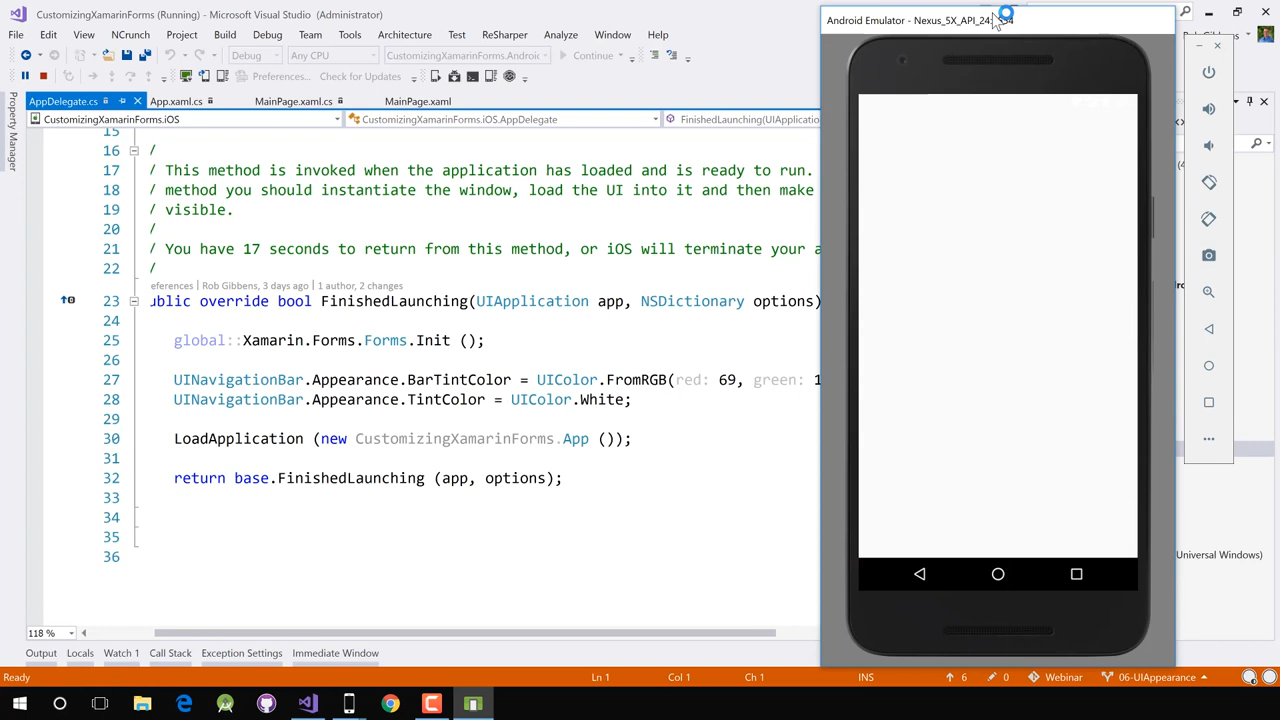 CustomizingXamarinForms (Running) - Microsoft Visual Studio (Administrator)
Android Emulator - Nexus_5X_API_24:
File Edit View NCrunch Project Build Debug Team Tools Architecture Test ReSharper Analyze Window Help
Debug Any CPU CustomizingXamarinForms.A Continue
Preferences... Check for Updates
AppDelegate.cs App.xaml.cs MainPage.xaml.cs MainPage.xaml
CustomizingXamarinForms.iOS CustomizingXamarinForms.iOS.AppDelegate FinishedLaunching(UIApplication
Property Manager
15
16 /
17 / This method is invoked when the application has loaded and is ready to run.
18 / method you should instantiate the window, load the UI into it and then make
19 / visible.
20 /
21 / You have 17 seconds to return from this method, or iOS will terminate your a
22 /
eferences | Rob Gibbens, 3 days ago | 1 author, 2 changes
23 ublic override bool FinishedLaunching(UIApplication app, NSDictionary options)
24
25 global::Xamarin.Forms.Forms.Init ();
26
27 UINavigationBar.Appearance.BarTintColor = UIColor.FromRGB(red: 69, green: 1
28 UINavigationBar.Appearance.TintColor = UIColor.White;
29
30 LoadApplication (new CustomizingXamarinForms.App ());
31
32 return base.FinishedLaunching (app, options);
33
34
35
36
Universal Windows)
118 %
Output Locals Watch 1 Call Stack Exception Settings Immediate Window
Ready Ln 1 Col 1 Ch 1 INS 6 0 Webinar 06-UIAppearance